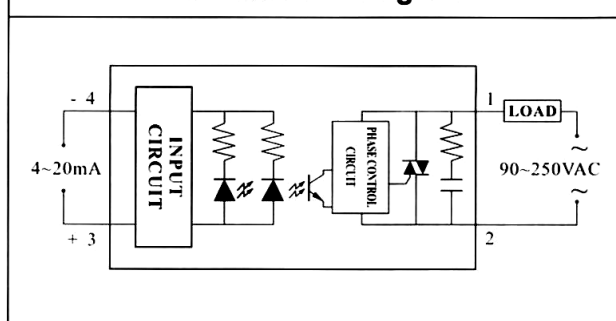 - 4
4~20mA
+ 3
INPUT
CIRCUIT
PHASE CONTROL
CIRCUIT
1
LOAD
~
90~250VAC
~
2